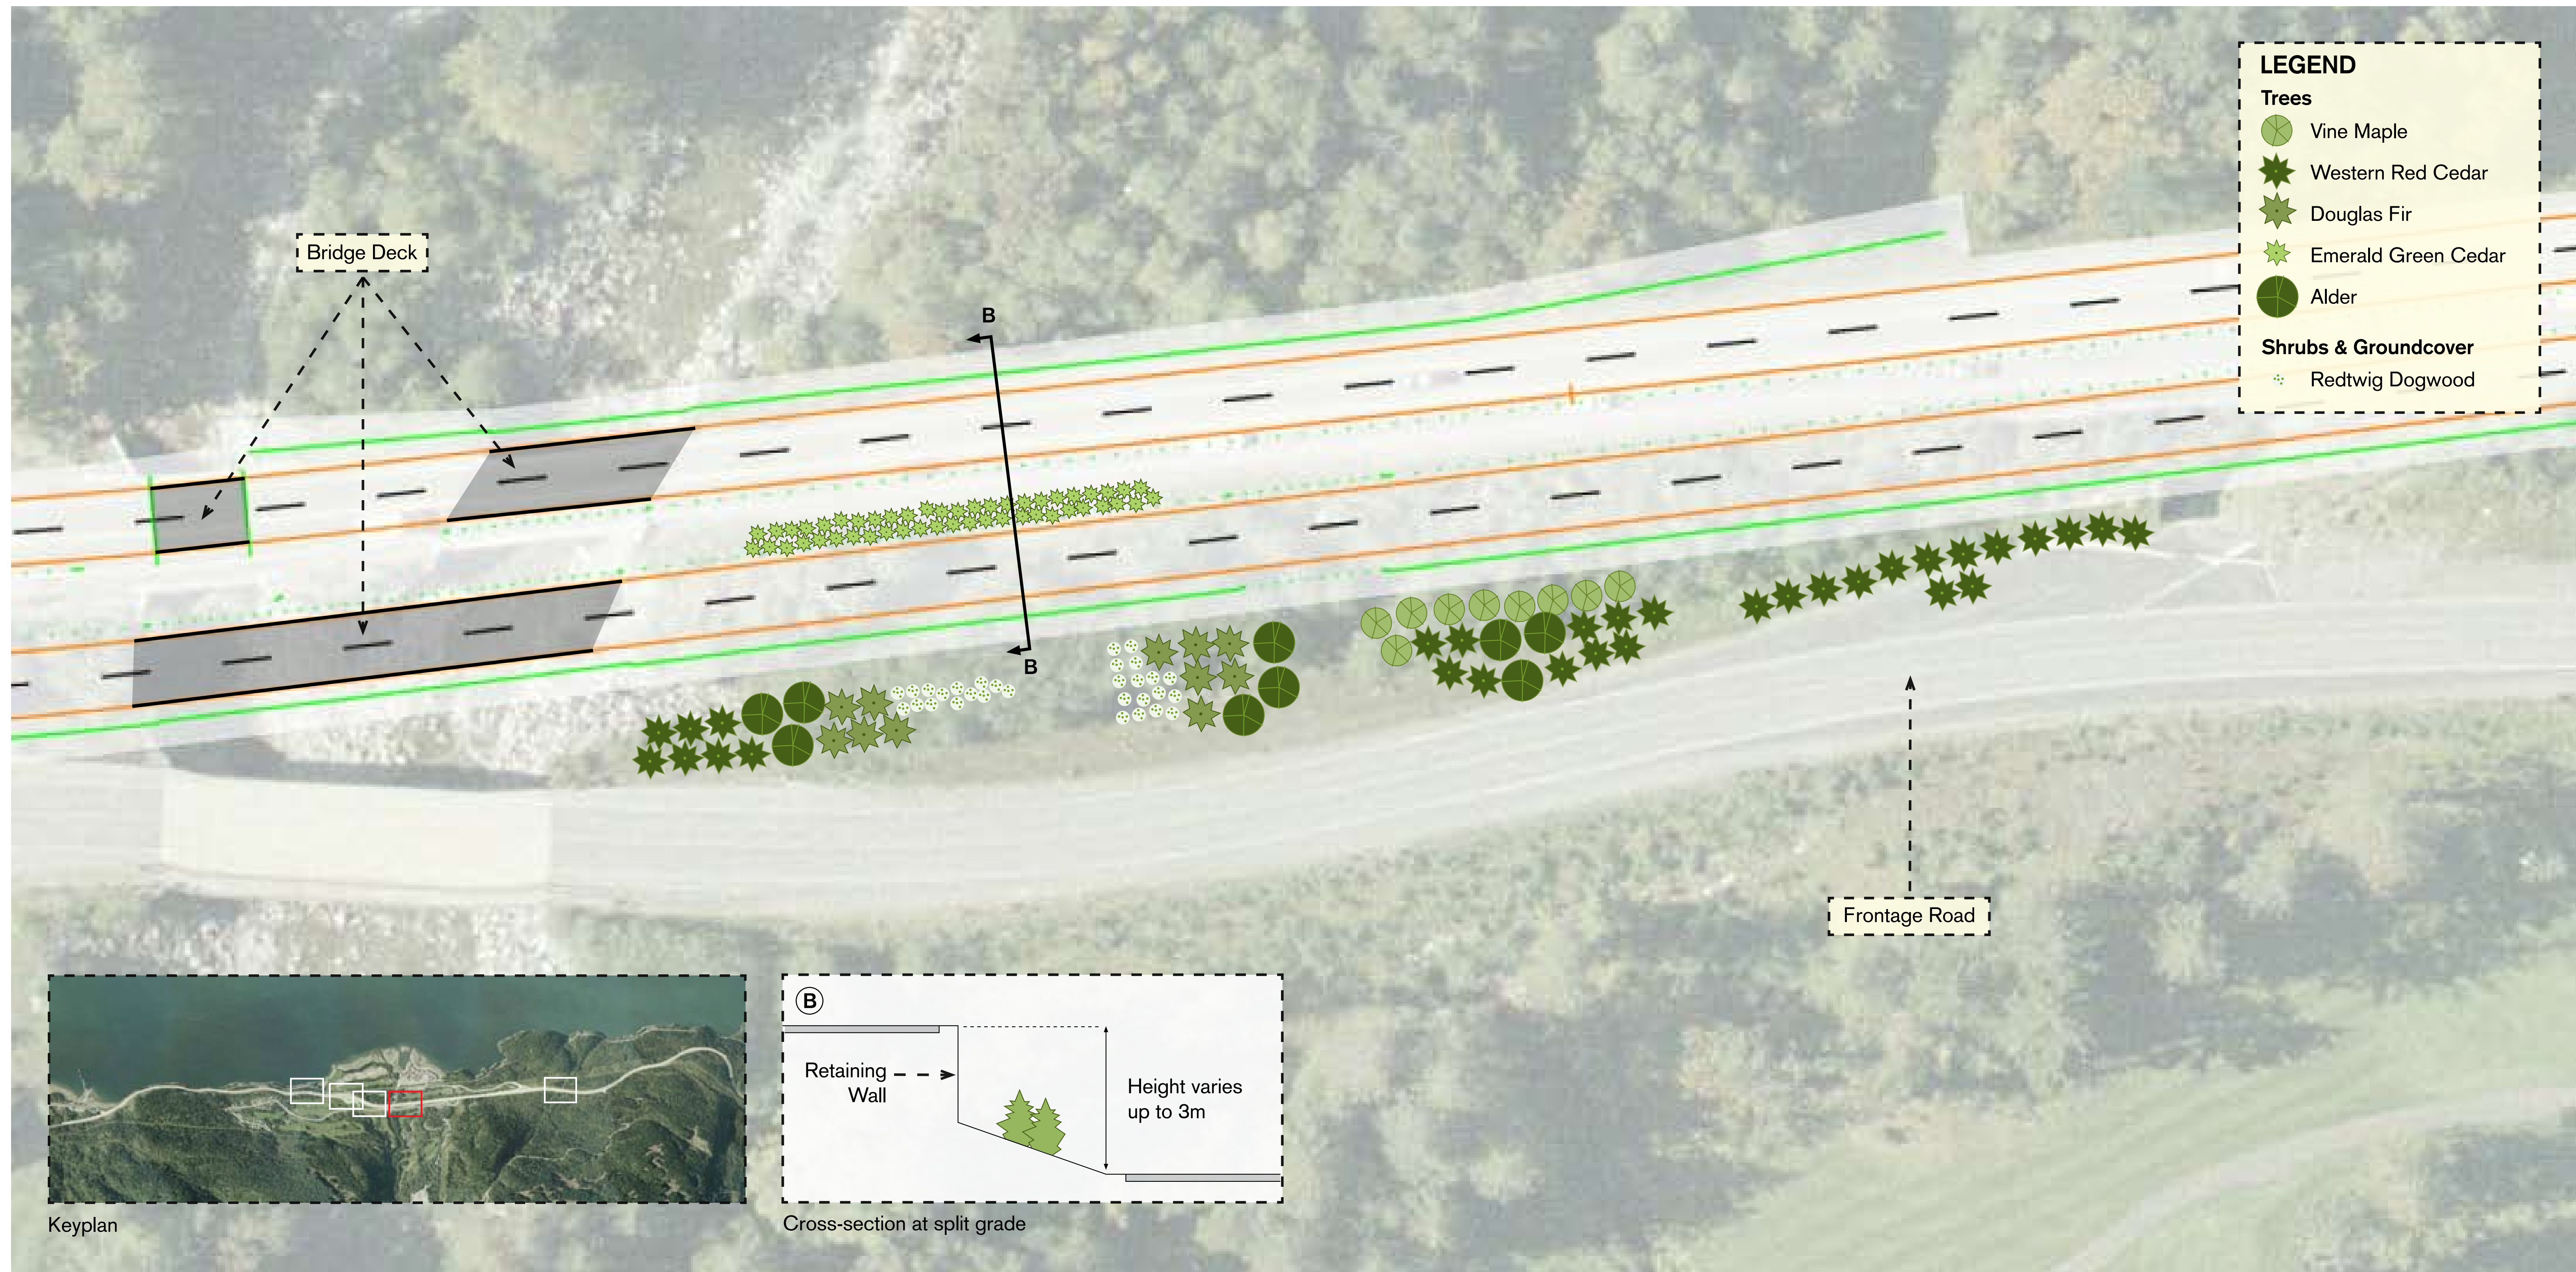 LEGEND
Trees
Vine Maple
Western Red Cedar
Douglas Fir
Emerald Green Cedar
Alder
Shrubs & Groundcover
Redtwig Dogwood
Bridge Deck
B
B
Frontage Road
Keyplan
B
Retaining
Wall
Height varies
up to 3m
Cross-section at split grade